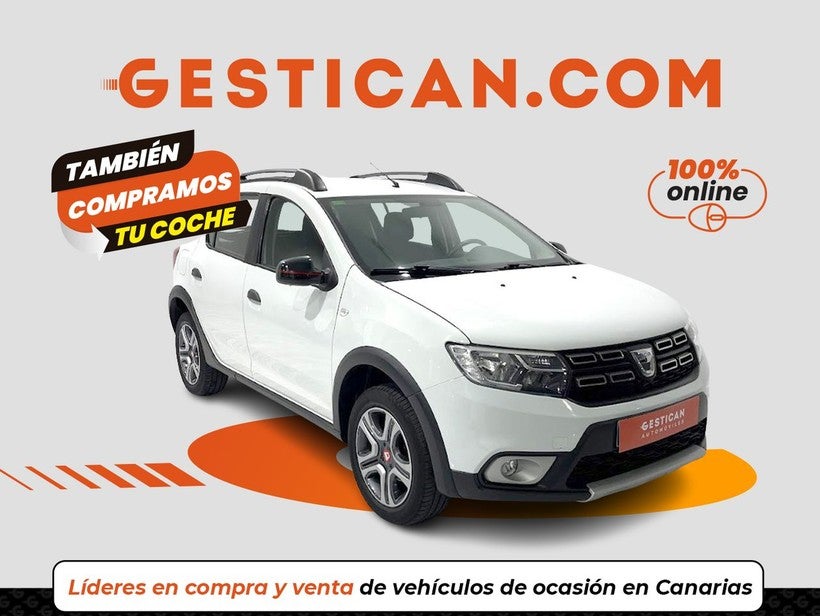 GESTICAN.COM
TAMBIÉN
COMPRAMOS
TU COCHE
100%
online
GESTICAN
AUTOMÓVILES
Líderes en compra y venta de vehículos de ocasión en Canarias